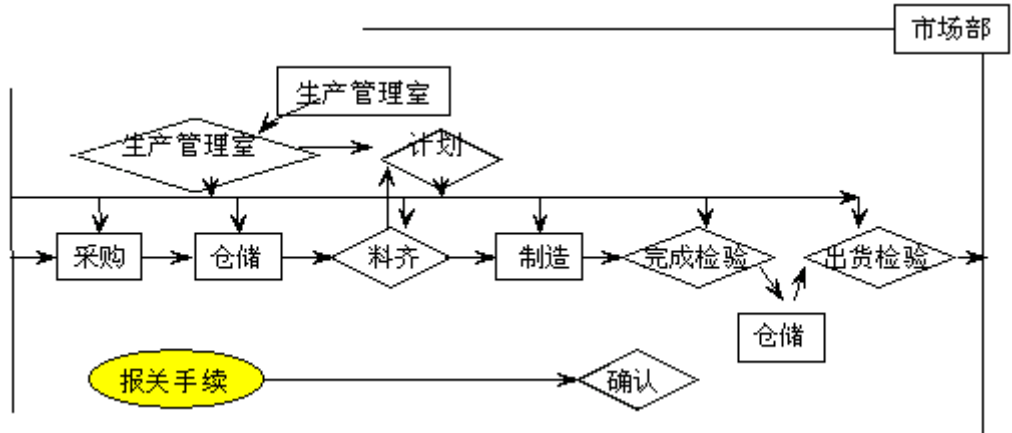 市场部
生产管理室
生产管理室
计划
采购
仓储
料齐
制造
完成检验
出货检验
仓储
报关手续
确认